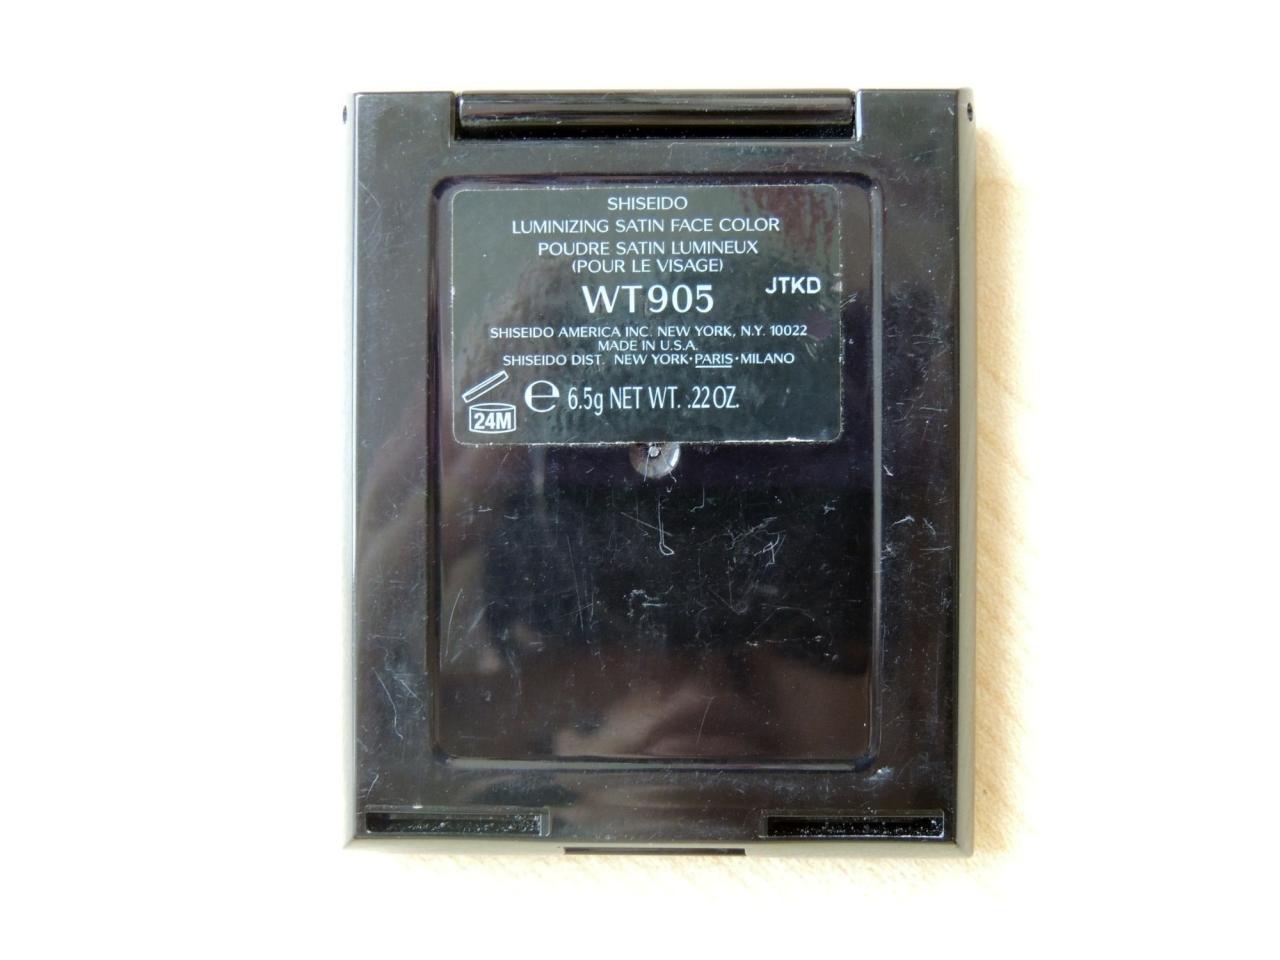 SHISEIDO
LUMINIZING SATIN FACE COLOR
POUDRE SATIN LUMINEUX
(POUR LE VISAGE)
JTKD
WT905
SHISEIDO AMERICA INC. NEW YORK, N.Y. 10022
MADE IN U.S.A.
SHISEIDO DIST. NEW YORK·PARIS·MILANO
24M ℮ 6.5g NET WT. .22 OZ.